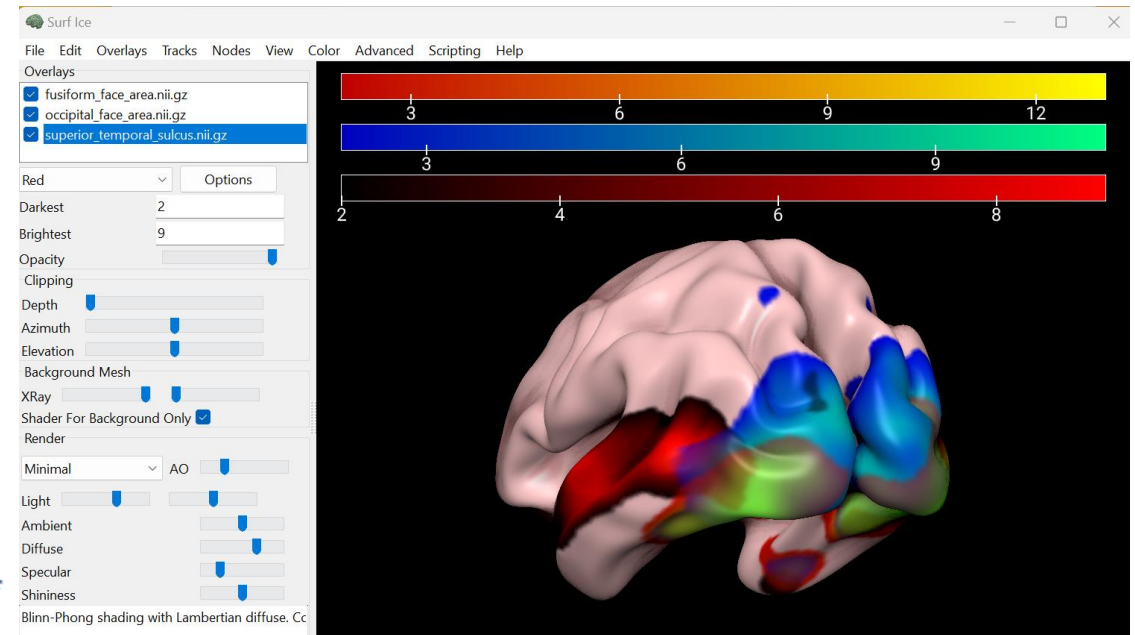 Surf Ice
File Edit Overlays Tracks Nodes View Color Advanced Scripting Help
Overlays
fusiform_face_area.nii.gz
occipital_face_area.nii.gz
superior_temporal_sulcus.nii.gz
Red Options
Darkest 2
Brightest 9
Opacity
Clipping
Depth
Azimuth
Elevation
Background Mesh
XRay
Shader For Background Only
Render
Minimal AO
Light
Ambient
Diffuse
Specular
Shininess
Blinn-Phong shading with Lambertian diffuse. Cc
3 6 9 12
3 6 9
2 4 6 8